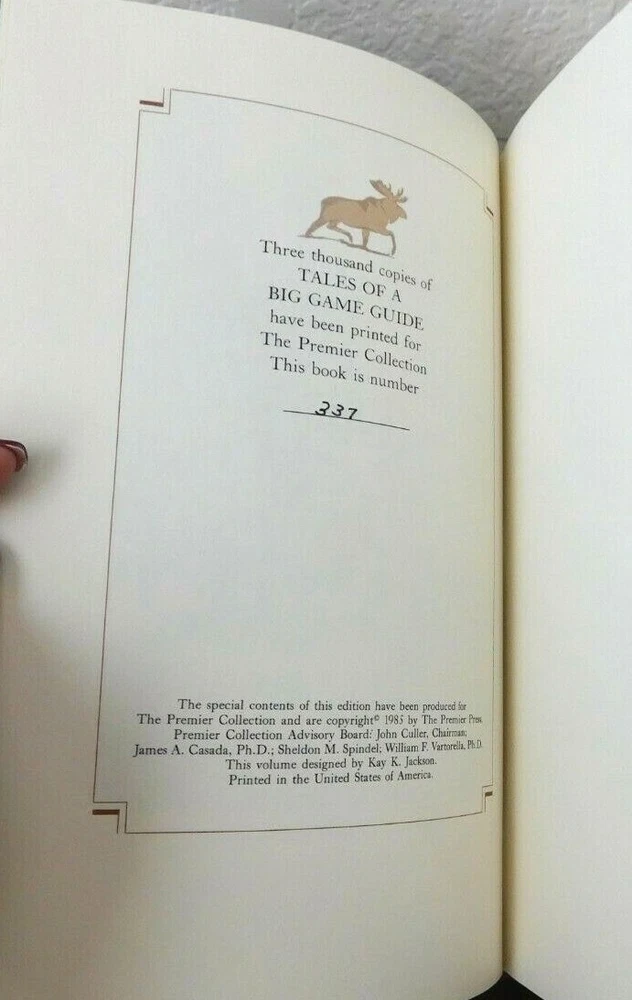 Three thousand copies of
TALES OF A
BIG GAME GUIDE
have been printed for
The Premier Collection
This book is number
337
The special contents of this edition have been produced for
The Premier Collection and are copyright© 1985 by The Premier Press.
Premier Collection Advisory Board: John Culler, Chairman;
James A. Casada, Ph.D.; Sheldon M. Spindel; William F. Vartorella, Ph.D.
This volume designed by Kay K. Jackson.
Printed in the United States of America.